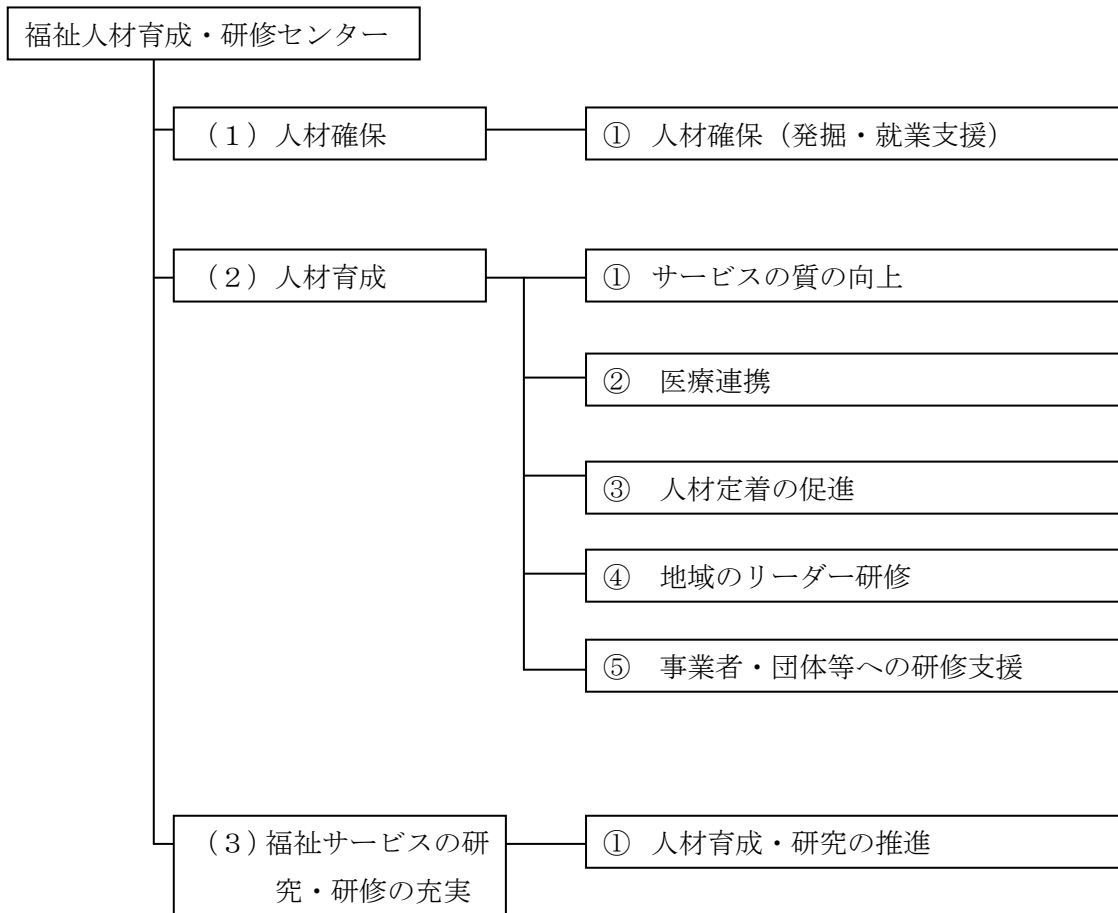 福祉人材育成・研修センター
(1)人材確保
① 人材確保(発掘・就業支援)
(2)人材育成
① サービスの質の向上
② 医療連携
③ 人材定着の促進
④ 地域のリーダー研修
⑤ 事業者・団体等への研修支援
(3)福祉サービスの研
究・研修の充実
① 人材育成・研究の推進